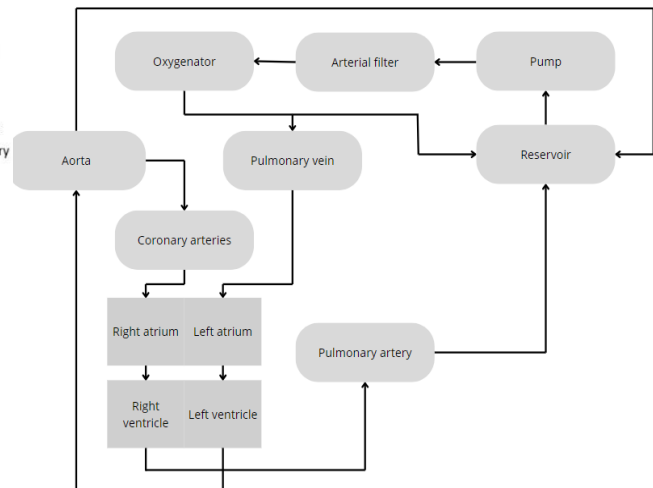 Oxygenator
Arterial filter
Pump
ry
Aorta
Pulmonary vein
Reservoir
Coronary arteries
Right atrium
Left atrium
Pulmonary artery
Right
ventricle
Left ventricle